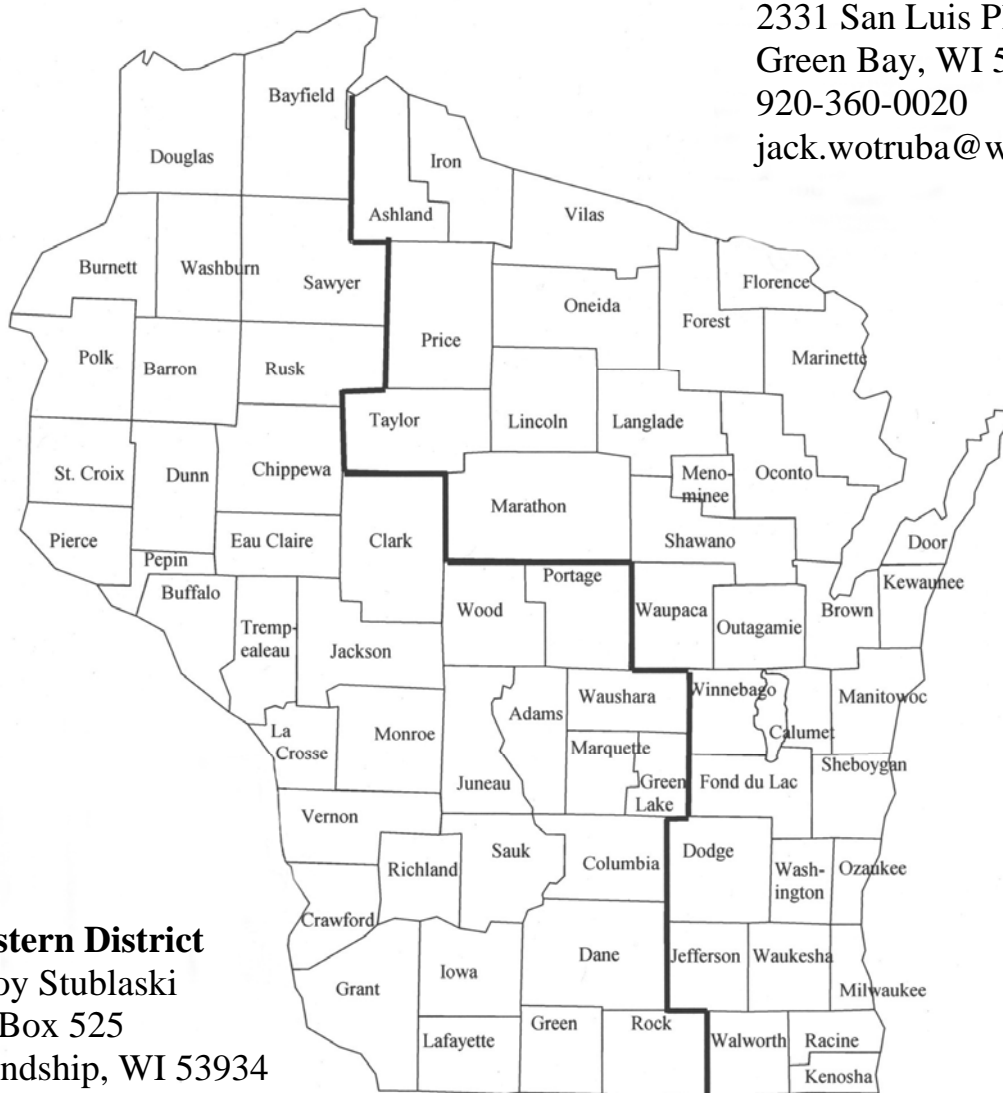 2331 San Luis
Green Bay, WI
920-360-0020
Bayfield
Douglas
Iron
Ashland
Vilas
Burnett
Washburn
Sawyer
Florence
Oneida
Forest
Price
Polk
Barron
Rusk
Marinette
Taylor
Lincoln
Langlade
St. Croix
Dunn
Chippewa
Meno-
minee
Oconto
Marathon
Pierce
Eau Claire
Clark
Shawano
Door
Pepin
Portage
Kewaunee
Buffalo
Wood
Waupaca
Brown
Outagamie
Tremp-
ealeau
Jackson
Waushara
Winnebago
Manitowoc
Adams
La
Crosse
Monroe
Calumet
Marquette
Sheboygan
Juneau
Green
Lake
Fond du Lac
Vernon
Sauk
Dodge
Columbia
Richland
Wash-
ington
Ozaukee
Crawford
Dane
Jefferson
Waukesha
Iowa
Grant
Milwaukee
Green
Rock
Lafayette
Walworth
Racine
Kenosha
District
Stublaski
Box 525
WI 53934